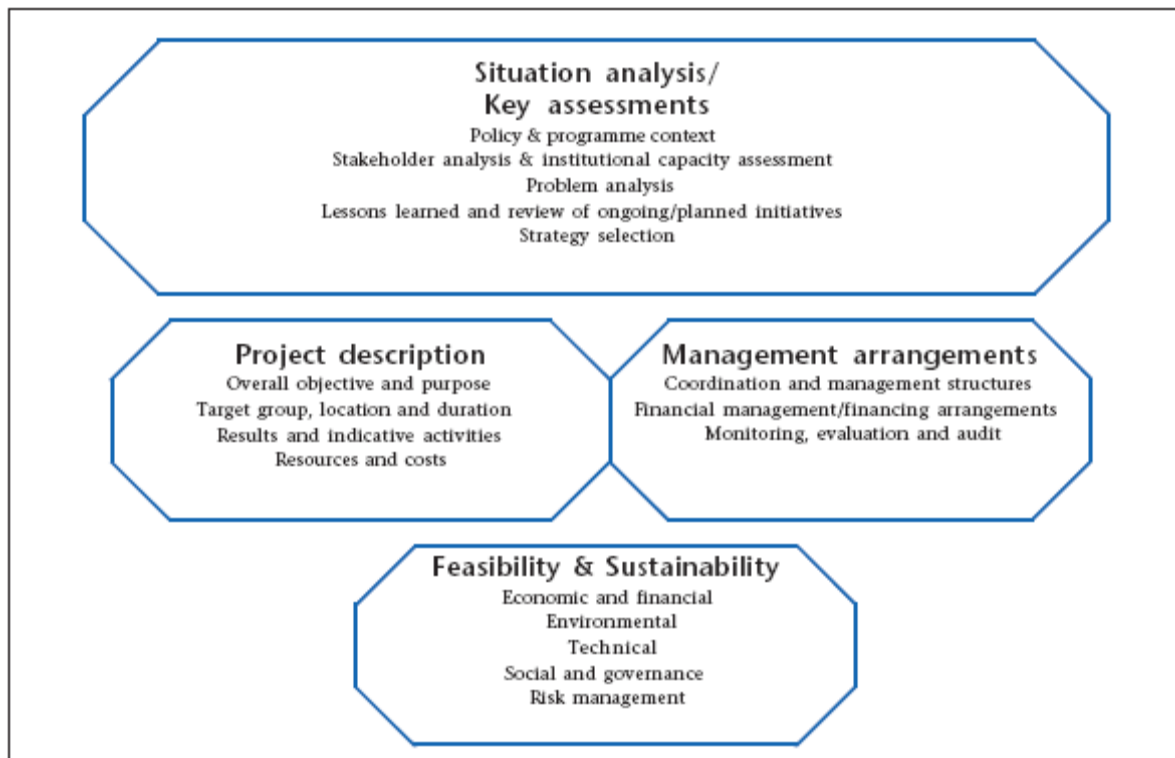 Situation analysis/
Key assessments
Policy & programme context
Stakeholder analysis & institutional capacity assessment
Problem analysis
Lessons learned and review of ongoing/planned initiatives
Strategy selection
Project description
Overall objective and purpose
Target group, location and duration
Results and indicative activities
Resources and costs
Management arrangements
Coordination and management structures
Financial management/financing arrangements
Monitoring, evaluation and audit
Feasibility & Sustainability
Economic and financial
Environmental
Technical
Social and governance
Risk management